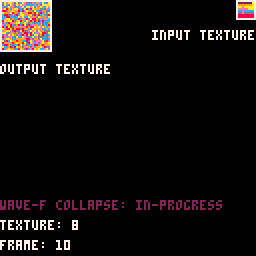 INPUT TEXTURE
OUTPUT TEXTURE
WAVE-F COLLAPSE: IN-PROGRESS
TEXTURE: 8
FRAME: 10